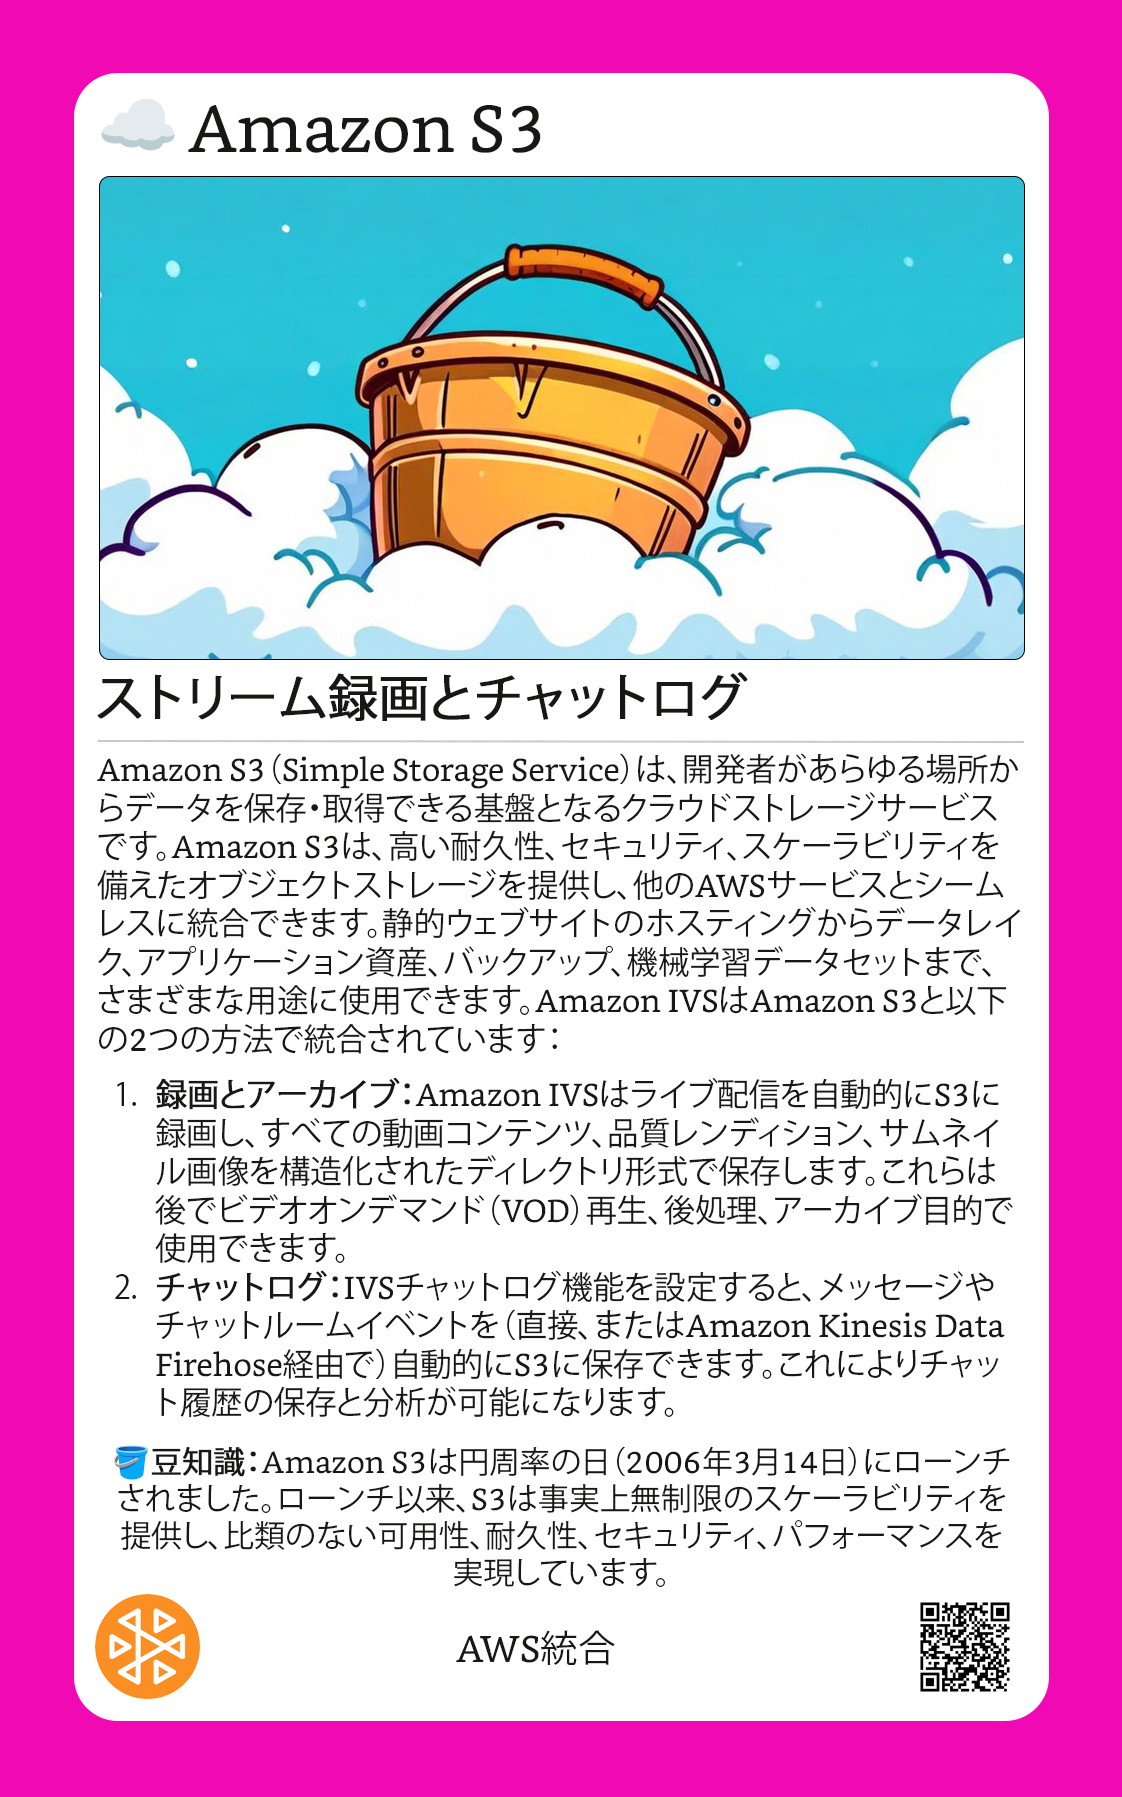 Amazon S3
ストリーム録画とチャットログ
Amazon S3（Simple Storage Service）は、開発者があらゆる場所か
らデータを保存・取得できる基盤となるクラウドストレージサービス
です。Amazon S3は、高い耐久性、セキュリティ、スケーラビリティを
備えたオブジェクトストレージを提供し、他のAWSサービスとシーム
レスに統合できます。静的ウェブサイトのホスティングからデータレイ
ク、アプリケーション資産、バックアップ、機械学習データセットまで、
さまざまな用途に使用できます。Amazon IVSはAmazon S3と以下
の2つの方法で統合されています：
1. 録画とアーカイブ：Amazon IVSはライブ配信を自動的にS3に
録画し、すべての動画コンテンツ、品質レンディション、サムネイ
ル画像を構造化されたディレクトリ形式で保存します。これらは
後でビデオオンデマンド（VOD）再生、後処理、アーカイブ目的で
使用できます。
2. チャットログ：IVSチャットログ機能を設定すると、メッセージや
チャットルームイベントを（直接、またはAmazon Kinesis Data
Firehose経由で）自動的にS3に保存できます。これによりチャッ
ト履歴の保存と分析が可能になります。
🪣豆知識：Amazon S3は円周率の日（2006年3月14日）にローンチ
されました。ローンチ以来、S3は事実上無制限のスケーラビリティを
提供し、比類のない可用性、耐久性、セキュリティ、パフォーマンスを
実現しています。
AWS統合